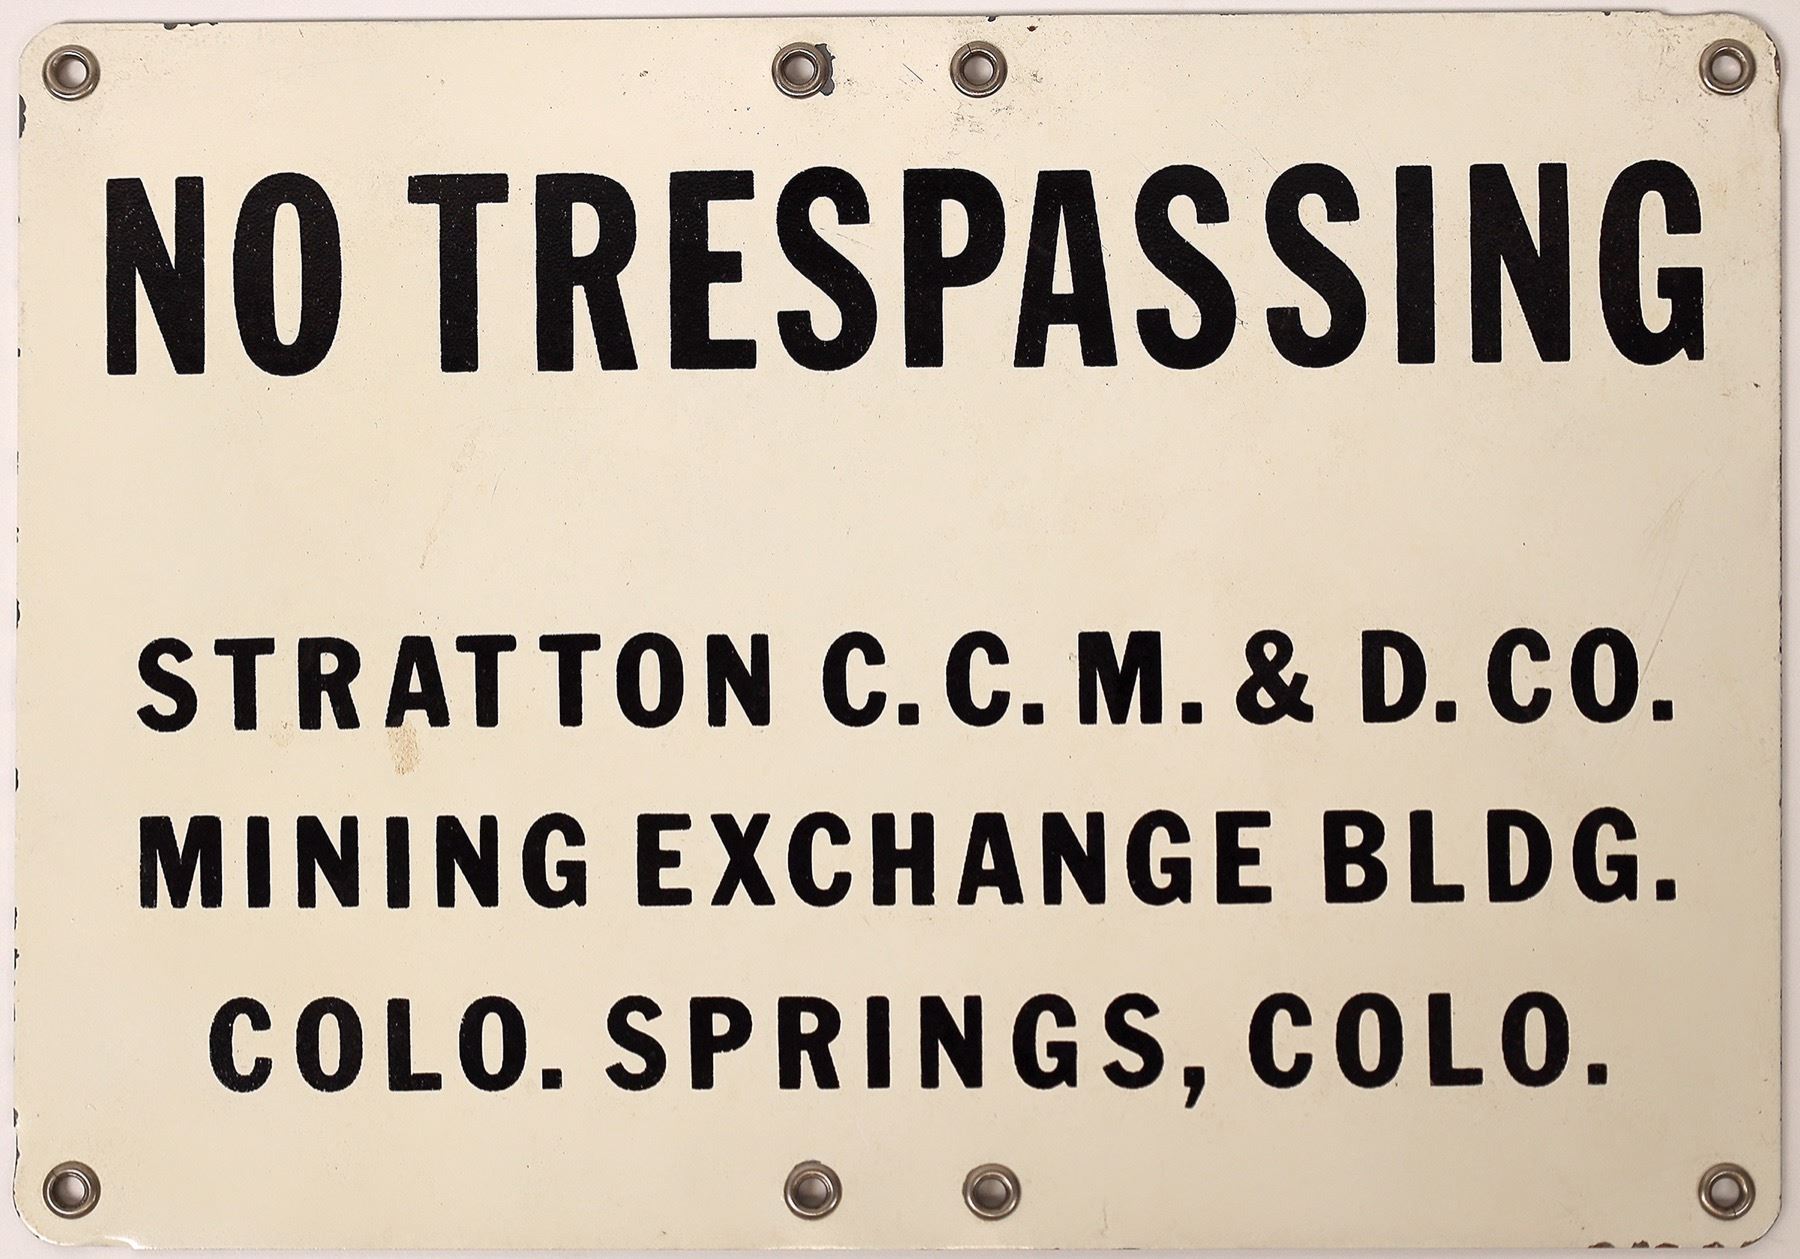 NO TRESPASSING
STRATTON C.C.M. & D. CO.
MINING EXCHANGE BLDG.
COLO. SPRINGS, COLO.